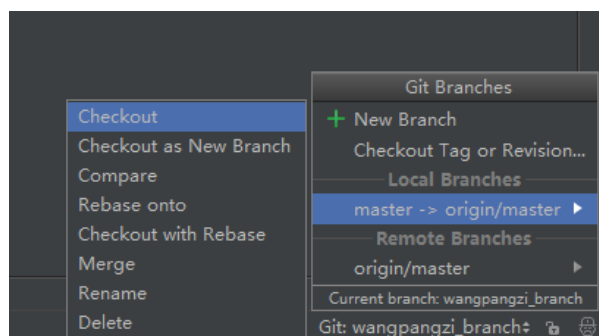 Checkout
Checkout as New Branch
Compare
Rebase onto
Checkout with Rebase
Merge
Rename
Delete
Git Branches
New Branch
Checkout Tag or Revision...
Local Branches
master -> origin/master
Remote Branches
origin/master
Current branch: wangpangzi_branch
Git: wangpangzi_branch